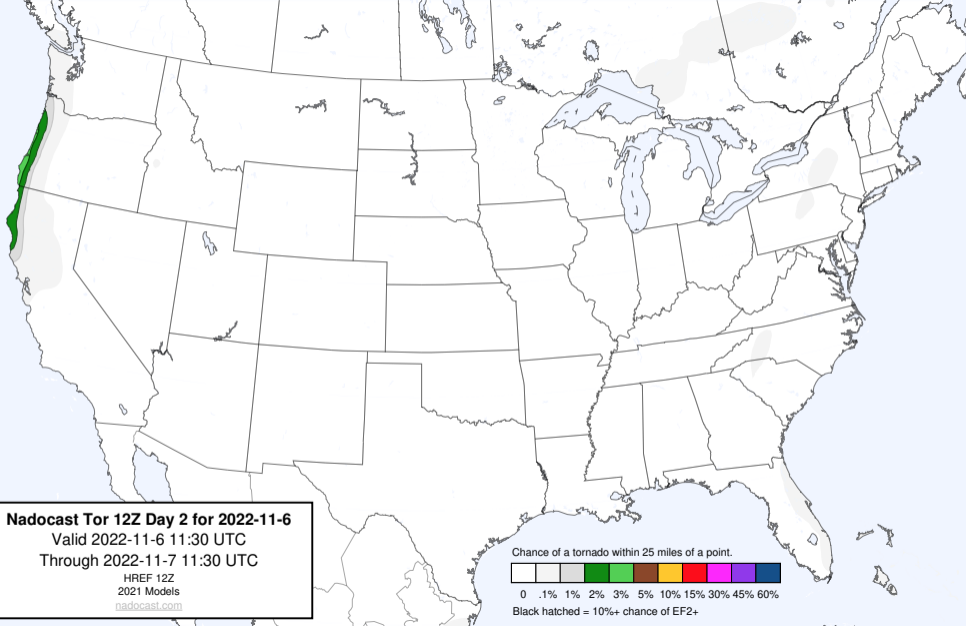 Nadocast Tor 12Z Day 2 for 2022-11-6
Valid 2022-11-6 11:30 UTC
Through 2022-11-7 11:30 UTC
HREF 12Z
2021 Models
nadocast.com
Chance of a tornado within 25 miles of a point.
0 .1% 1% 2% 3% 5% 10% 15% 30% 45% 60%
Black hatched = 10%+ chance of EF2+